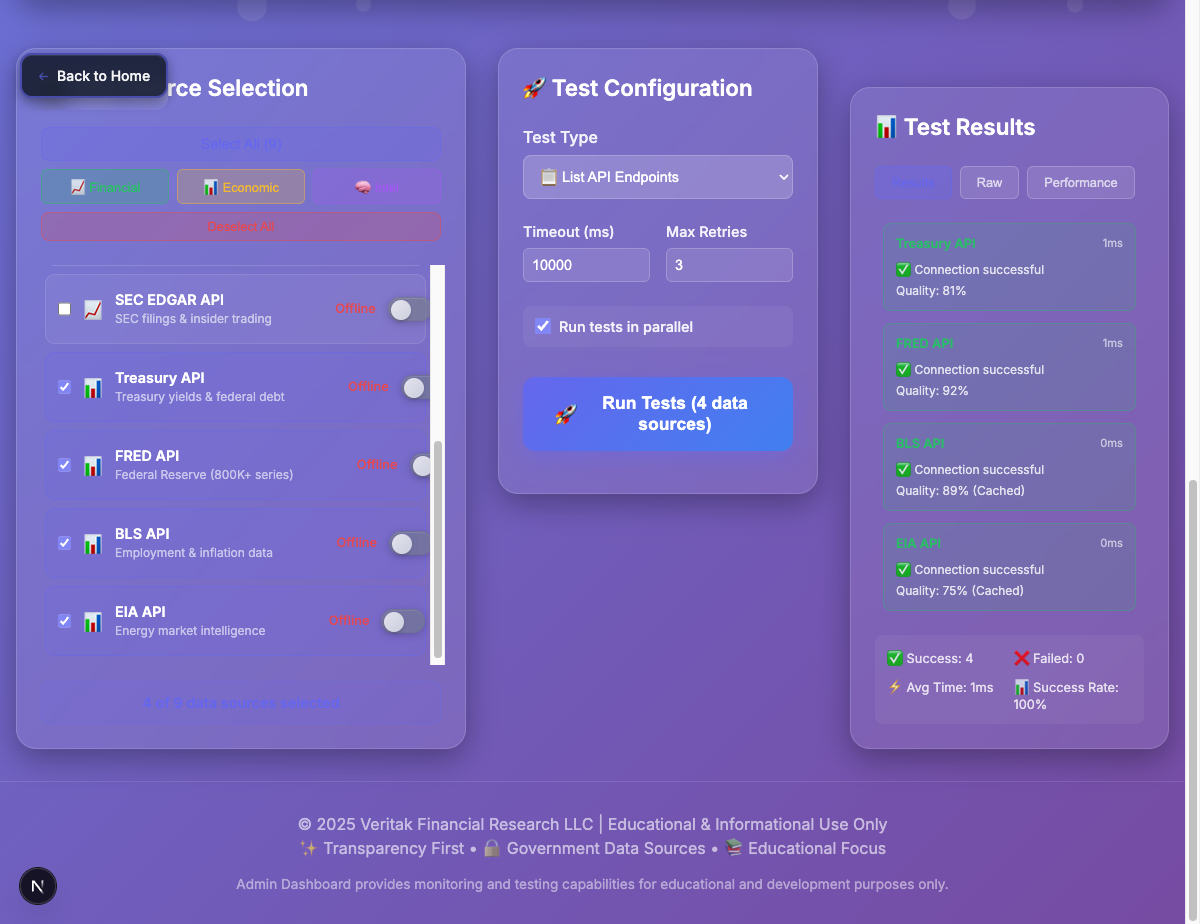 ← Back to Home
rce Selection
Select All (9)
📈 Financial
📊 Economic
🧠
Deselect All
SEC EDGAR API
SEC filings & insider trading
Offline
Treasury API
Treasury yields & federal debt
Offline
FRED API
Federal Reserve (800K+ series)
Offline
BLS API
Employment & inflation data
Offline
EIA API
Energy market intelligence
Offline
4 of 9 data sources selected
🚀 Test Configuration
Test Type
📋 List API Endpoints
Timeout (ms)
Max Retries
10000
3
Run tests in parallel
🚀 Run Tests (4 data
sources)
📊 Test Results
Raw
Performance
Treasury API
1ms
✅ Connection successful
Quality: 81%
FRED API
1ms
✅ Connection successful
Quality: 92%
BLS API
0ms
✅ Connection successful
Quality: 89% (Cached)
EIA API
0ms
✅ Connection successful
Quality: 75% (Cached)
✅ Success: 4
❌ Failed: 0
⚡ Avg Time: 1ms
📊 Success Rate:
100%
© 2025 Veritak Financial Research LLC | Educational & Informational Use Only
✨ Transparency First • 🔒 Government Data Sources • 📚 Educational Focus
Admin Dashboard provides monitoring and testing capabilities for educational and development purposes only.
N